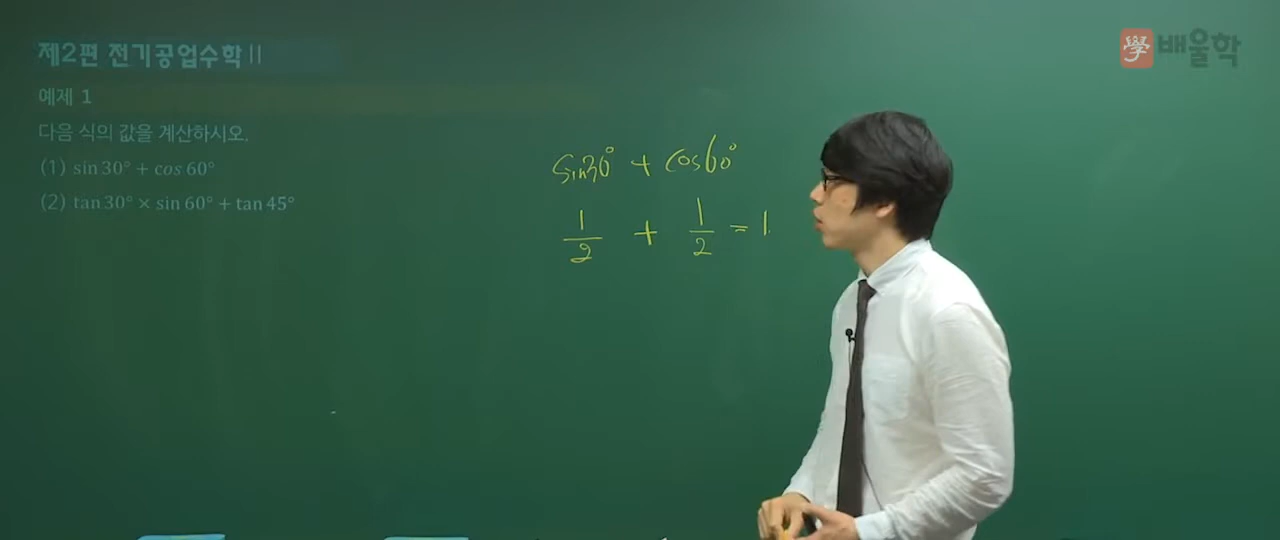 제2편 전기공업수학 II
學 배울학
예제 1
다음 식의 값을 계산하시오.
(1) sin 30° + cos 60°
(2) tan 30° × sin 60° + tan 45°
sin30° + cos60°
1/2 + 1/2 = 1